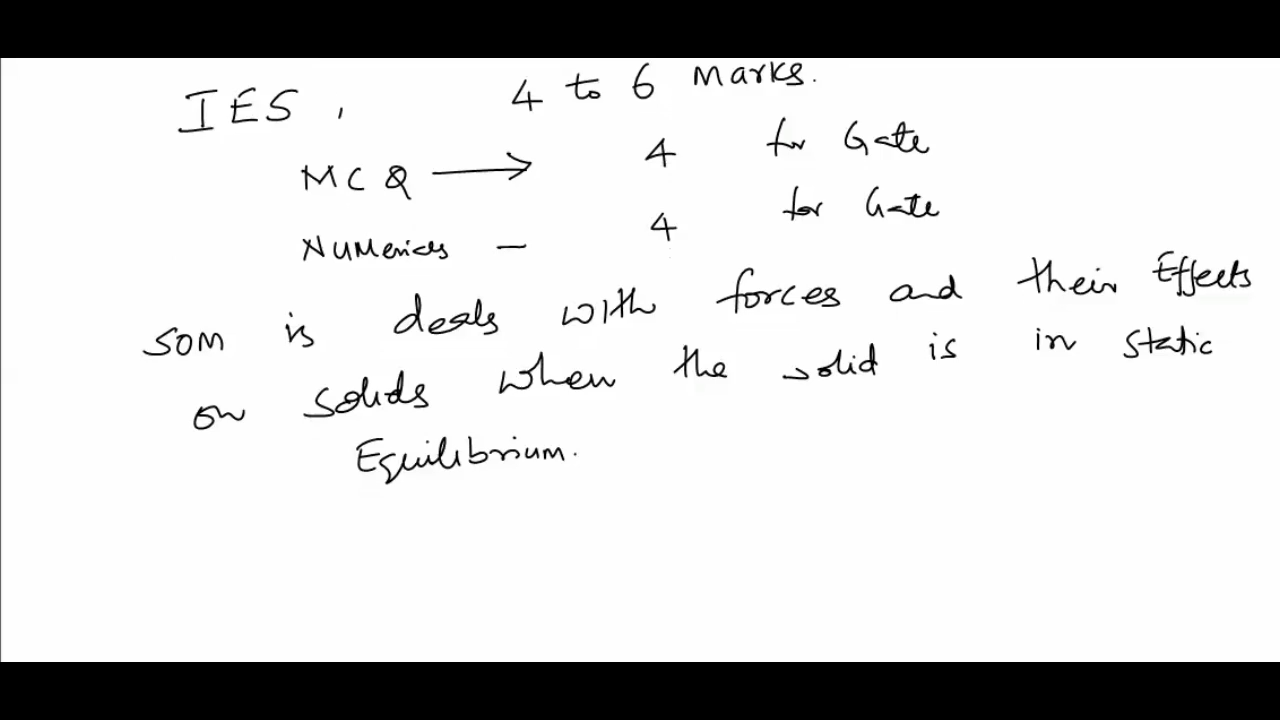 IES , 4 to 6 marks.
MCQ → 4 for Gate
Numericals - 4 for Gate
SOM is deals with forces and their Effects
on solids when the solid is in static
Equilibrium.